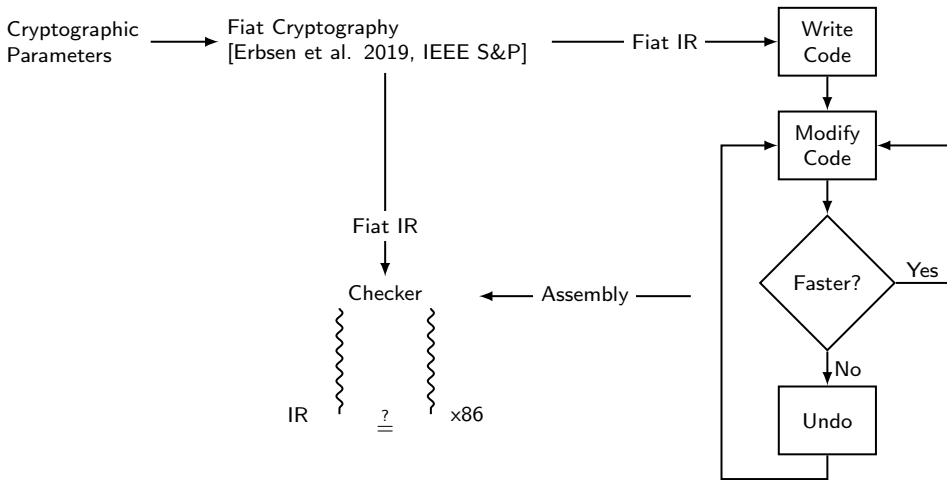 Cryptographic
Parameters
Fiat Cryptography
[Erbsen et al. 2019, IEEE S&P]
Fiat IR
Write
Code
Modify
Code
Fiat IR
Checker
Assembly
Faster?
Yes
No
IR
?
=
x86
Undo